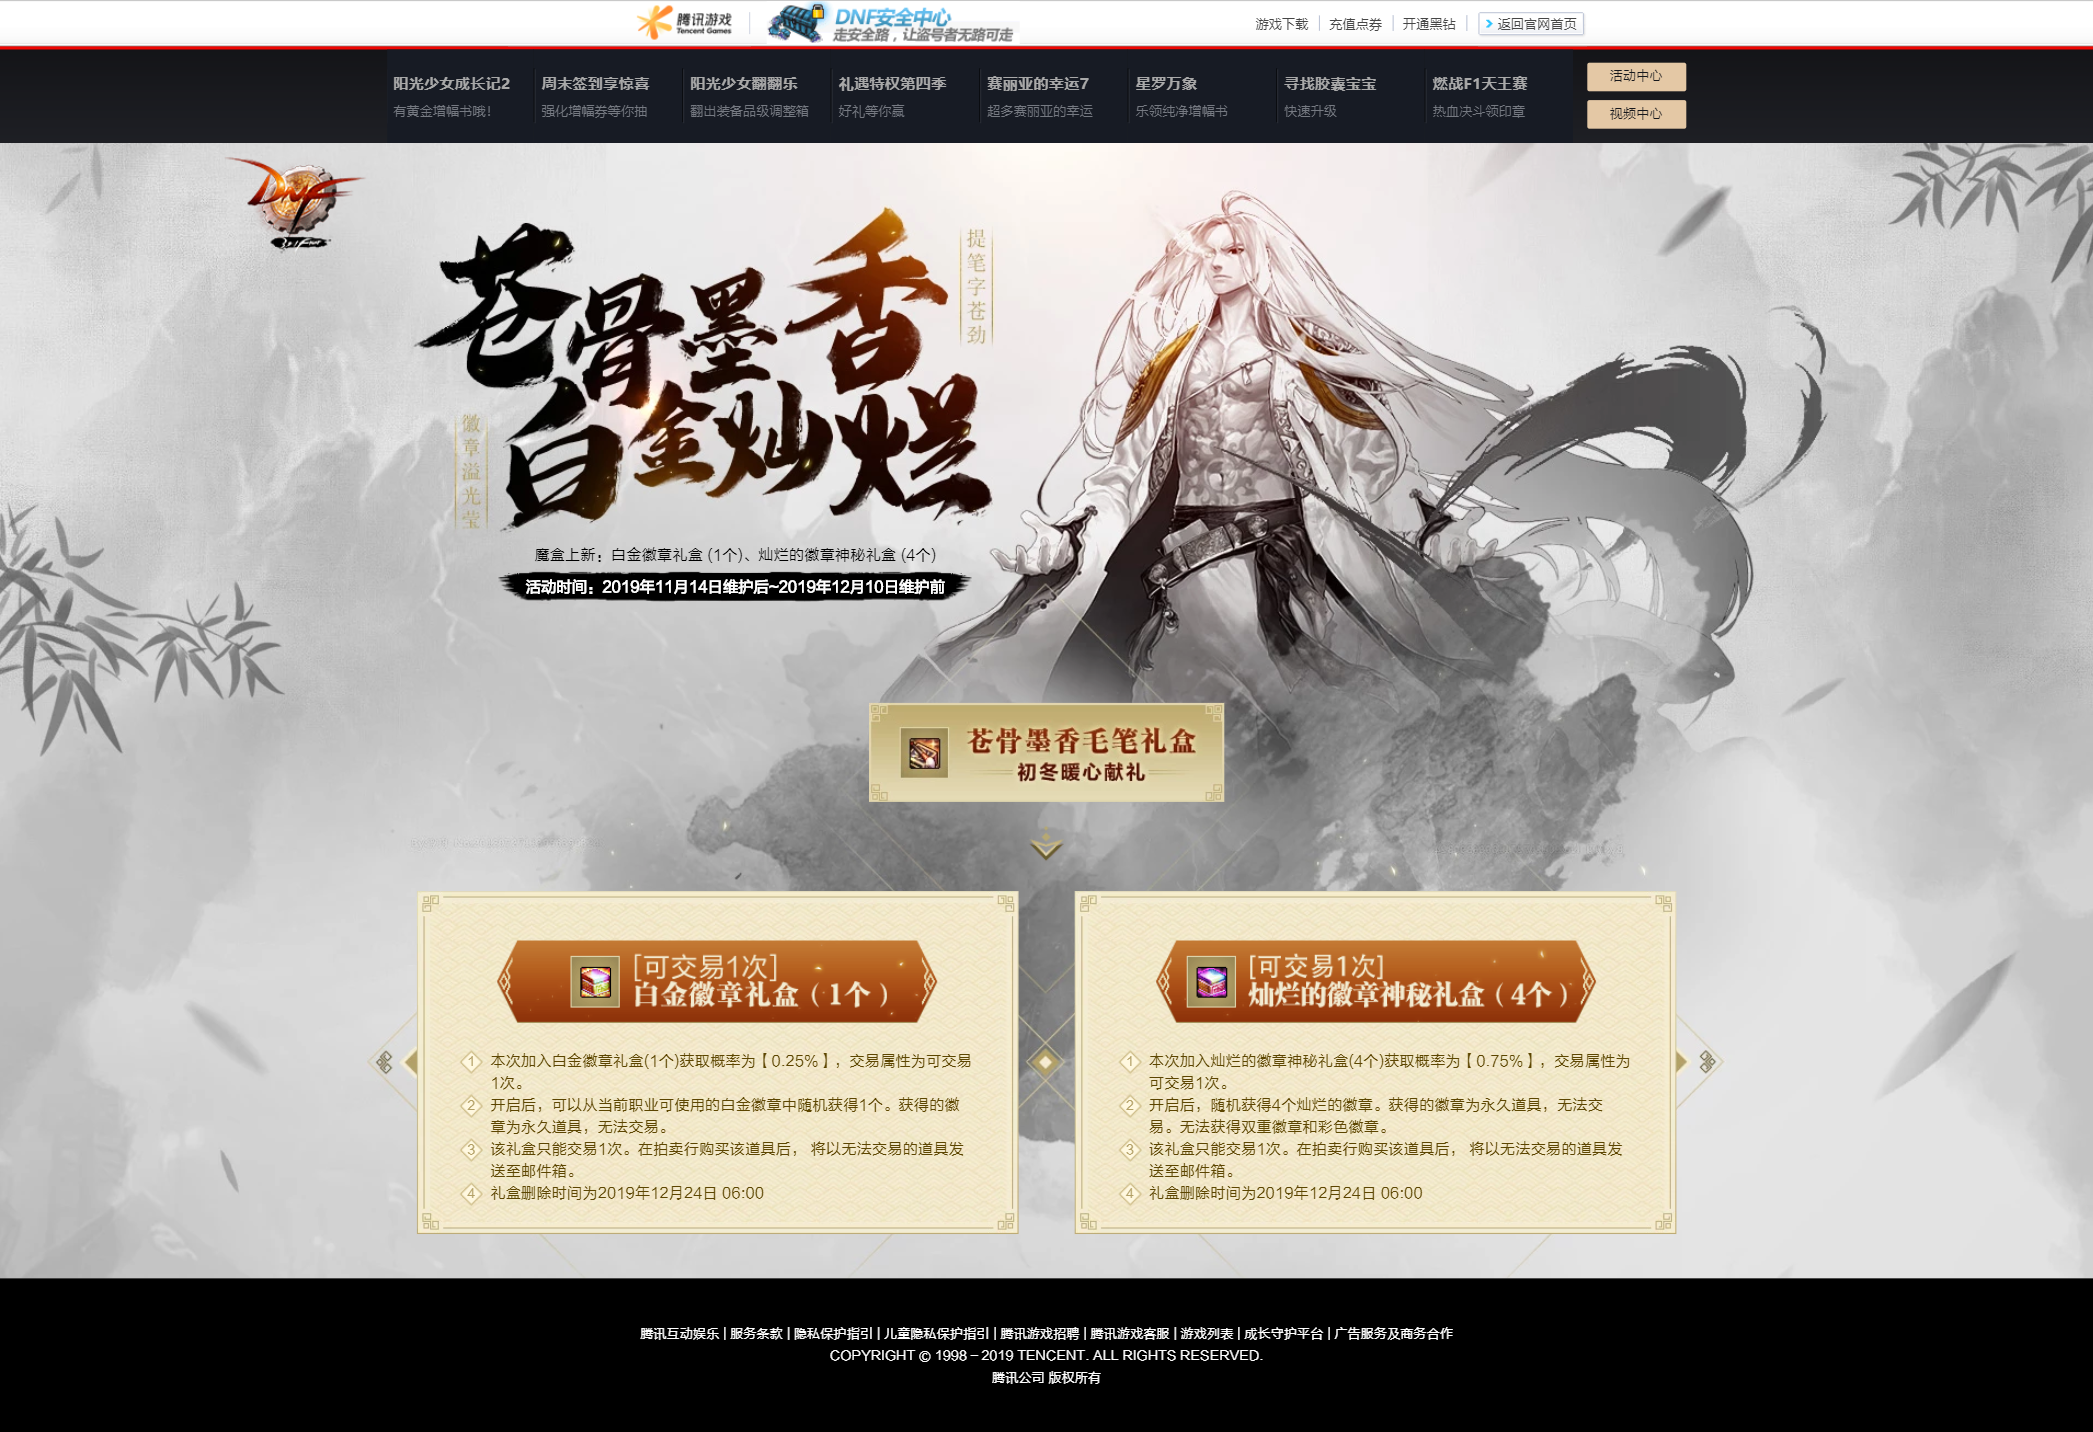 腾讯游戏
Tencent Games
DNF安全中心
走安全路，让盗号者无路可走
游戏下载
充值点券
开通黑钻
返回官网首页
阳光少女成长记2
有黄金增幅书哦！
周末签到享惊喜
强化增幅券等你抽
阳光少女翻翻乐
翻出装备品级调整箱
礼遇特权第四季
好礼等你赢
赛丽亚的幸运7
超多赛丽亚的幸运
星罗万象
乐领纯净增幅书
寻找胶囊宝宝
快速升级
燃战F1天王赛
热血决斗领印章
活动中心
视频中心
DNF
苍骨墨香
提笔字苍劲
白金灿烂
徽章溢光莹
魔盒上新：白金徽章礼盒 (1个)、灿烂的徽章神秘礼盒 (4个)
活动时间：2019年11月14日维护后~2019年12月10日维护前
苍骨墨香毛笔礼盒
初冬暖心献礼
[可交易1次]
白金徽章礼盒（1个）
1 本次加入白金徽章礼盒(1个)获取概率为【0.25%】，交易属性为可交易
1次。
2 开启后，可以从当前职业可使用的白金徽章中随机获得1个。获得的徽
章为永久道具，无法交易。
3 该礼盒只能交易1次。在拍卖行购买该道具后， 将以无法交易的道具发
送至邮件箱。
4 礼盒删除时间为2019年12月24日 06:00
[可交易1次]
灿烂的徽章神秘礼盒（4个）
1 本次加入灿烂的徽章神秘礼盒(4个)获取概率为【0.75%】，交易属性为
可交易1次。
2 开启后，随机获得4个灿烂的徽章。获得的徽章为永久道具，无法交
易。无法获得双重徽章和彩色徽章。
3 该礼盒只能交易1次。在拍卖行购买该道具后， 将以无法交易的道具发
送至邮件箱。
4 礼盒删除时间为2019年12月24日 06:00
腾讯互动娱乐 | 服务条款 | 隐私保护指引 | 儿童隐私保护指引 | 腾讯游戏招聘 | 腾讯游戏客服 | 游戏列表 | 成长守护平台 | 广告服务及商务合作
COPYRIGHT © 1998 – 2019 TENCENT. ALL RIGHTS RESERVED.
腾讯公司 版权所有